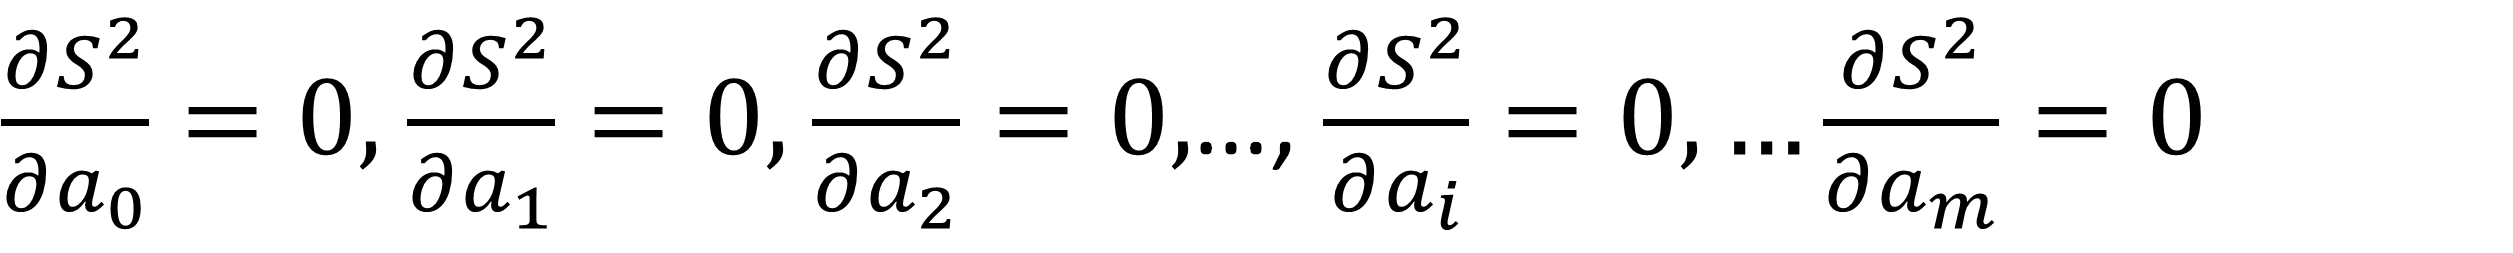 ∂s²/∂a₀ = 0, ∂s²/∂a₁ = 0, ∂s²/∂a₂ = 0,…, ∂s²/∂aᵢ = 0, … ∂s²/∂aₘ = 0